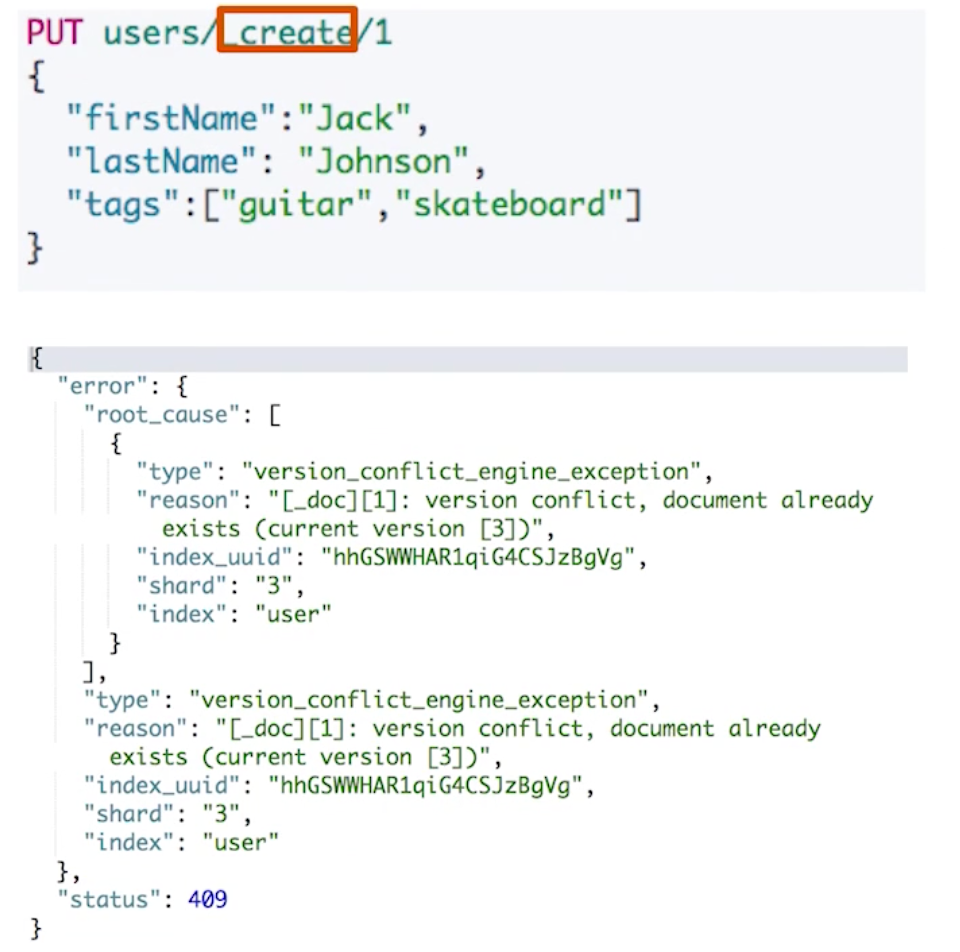 PUT users/_create/1
{
"firstName":"Jack",
"lastName": "Johnson",
"tags":["guitar","skateboard"]
}
{
"error": {
"root_cause": [
{
"type": "version_conflict_engine_exception",
"reason": "[_doc][1]: version conflict, document already
exists (current version [3])",
"index_uuid": "hhGSWWHAR1qiG4CSJzBgVg",
"shard": "3",
"index": "user"
}
],
"type": "version_conflict_engine_exception",
"reason": "[_doc][1]: version conflict, document already
exists (current version [3])",
"index_uuid": "hhGSWWHAR1qiG4CSJzBgVg",
"shard": "3",
"index": "user"
},
"status": 409
}